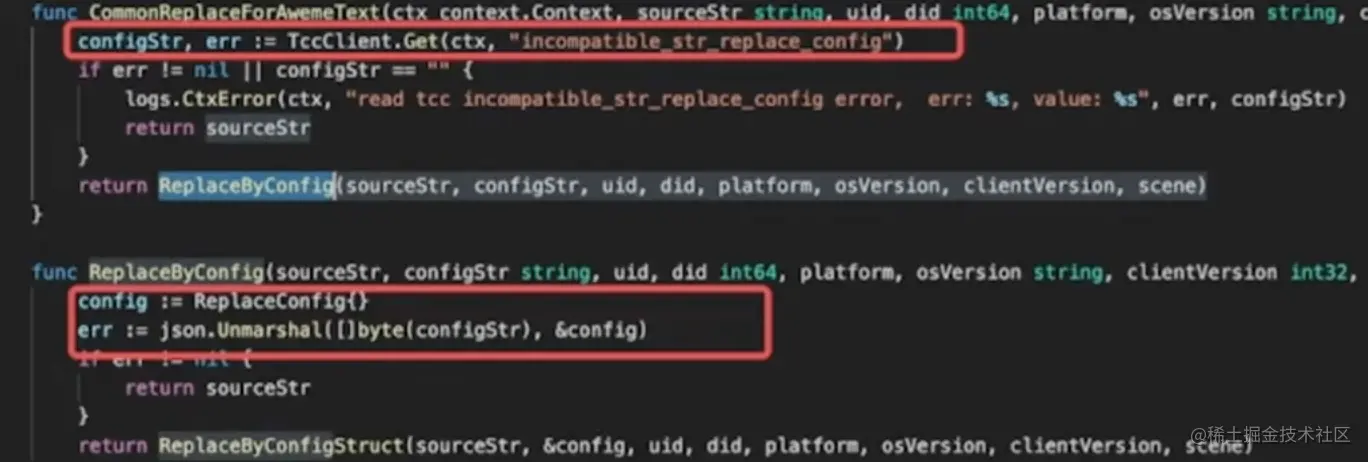 func CommonReplaceForAwemeText(ctx context.Context, sourceStr string, uid, did int64, platform, osVersion string,
configStr, err := TccClient.Get(ctx, "incompatible_str_replace_config")
if err != nil || configStr == "" {
logs.CtxError(ctx, "read tcc incompatible_str_replace_config error, err: %s, value: %s", err, configStr)
return sourceStr
}
return ReplaceByConfig(sourceStr, configStr, uid, did, platform, osVersion, clientVersion, scene)
}
func ReplaceByConfig(sourceStr, configStr string, uid, did int64, platform, osVersion string, clientVersion int32,
config := ReplaceConfig{}
err := json.Unmarshal([]byte(configStr), &config)
if err != nil {
return sourceStr
}
return ReplaceByConfigStruct(sourceStr, &config, uid, did, platform, osVersion, clientVersion, scene)
@稀土掘金技术社区